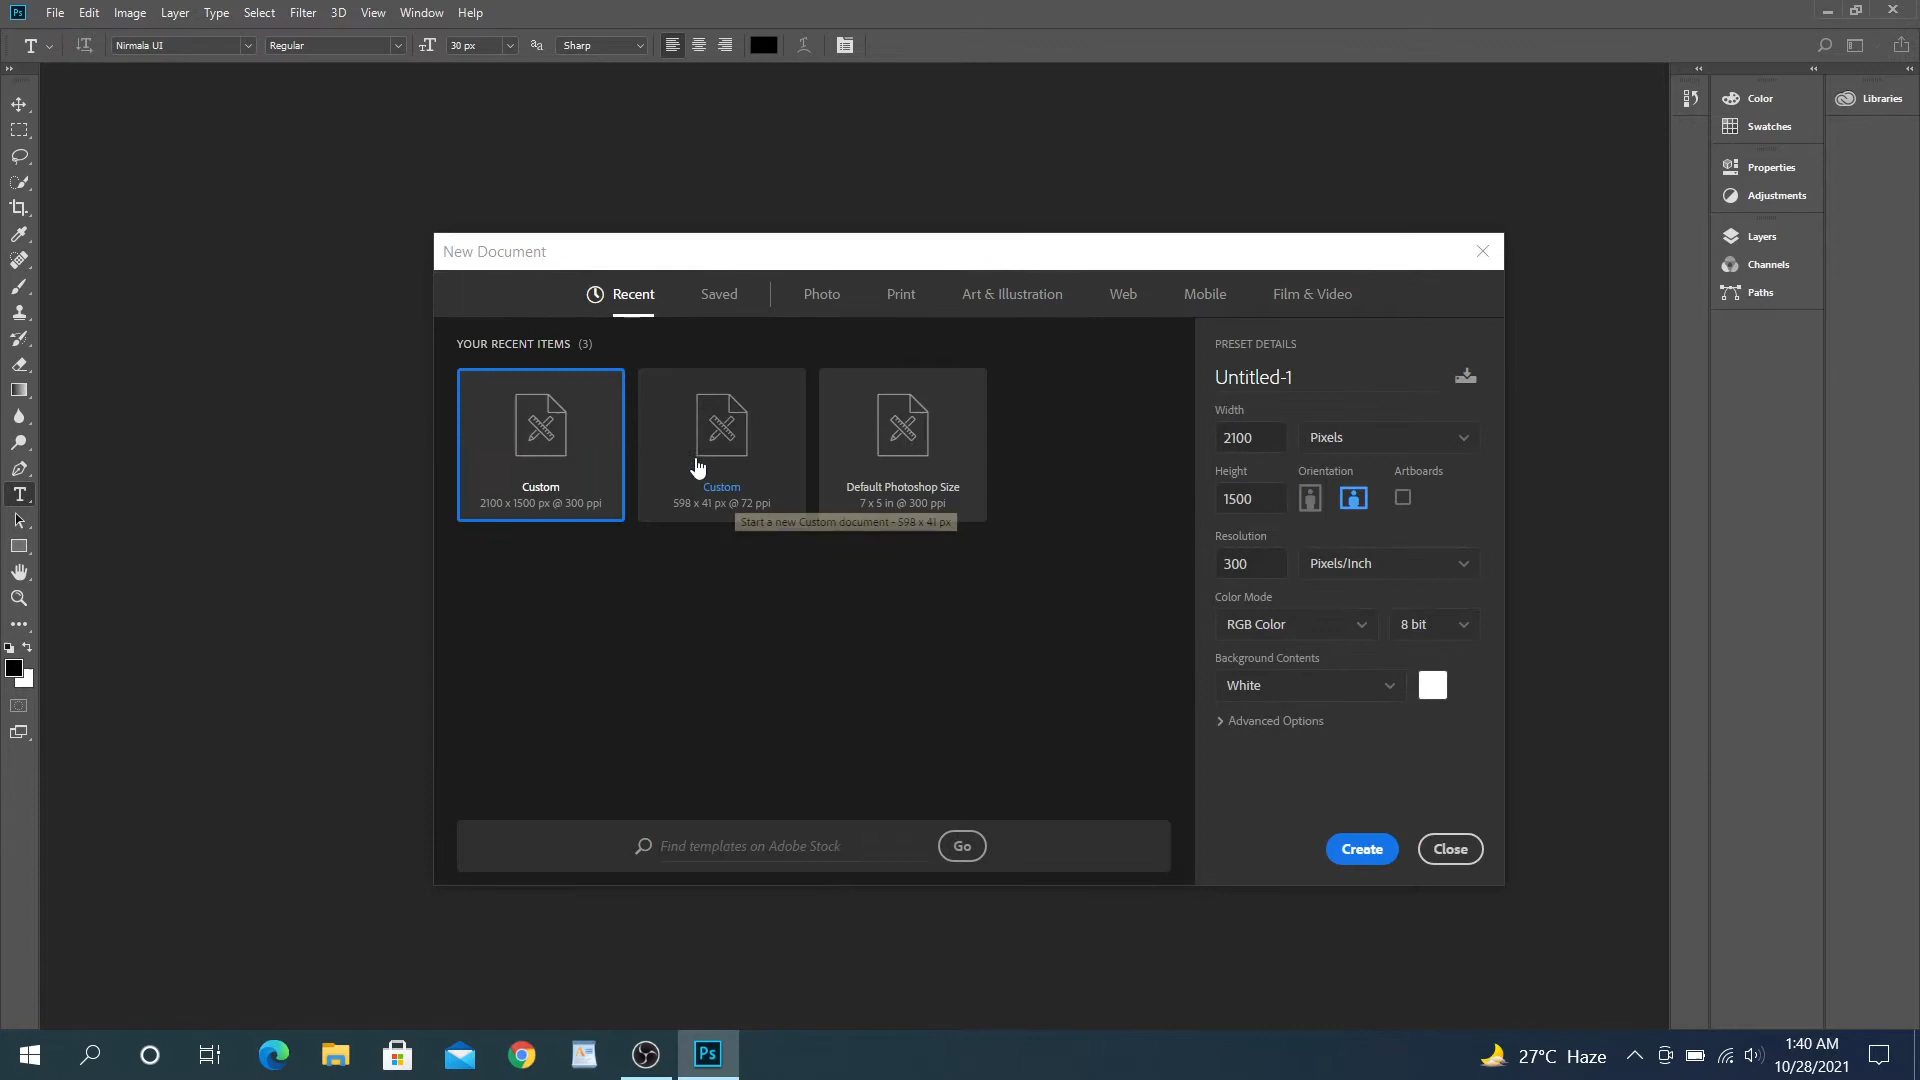 Ps File Edit Image Layer Type Select Filter 3D View Window Help
T Nirmala UI Regular 30 px Sharp
Color
Libraries
Swatches
Properties
Adjustments
Layers
Channels
Paths
New Document
Recent Saved Photo Print Art & Illustration Web Mobile Film & Video
YOUR RECENT ITEMS (3)
Custom
2100 x 1500 px @ 300 ppi
Custom
598 x 41 px @ 72 ppi
Default Photoshop Size
7 x 5 in @ 300 ppi
Start a new Custom document - 598 x 41 px
Find templates on Adobe Stock Go
PRESET DETAILS
Untitled-1
Width
2100 Pixels
Height Orientation Artboards
1500
Resolution
300 Pixels/Inch
Color Mode
RGB Color 8 bit
Background Contents
White
Advanced Options
Create Close
Ps
27°C Haze
1:40 AM
10/28/2021